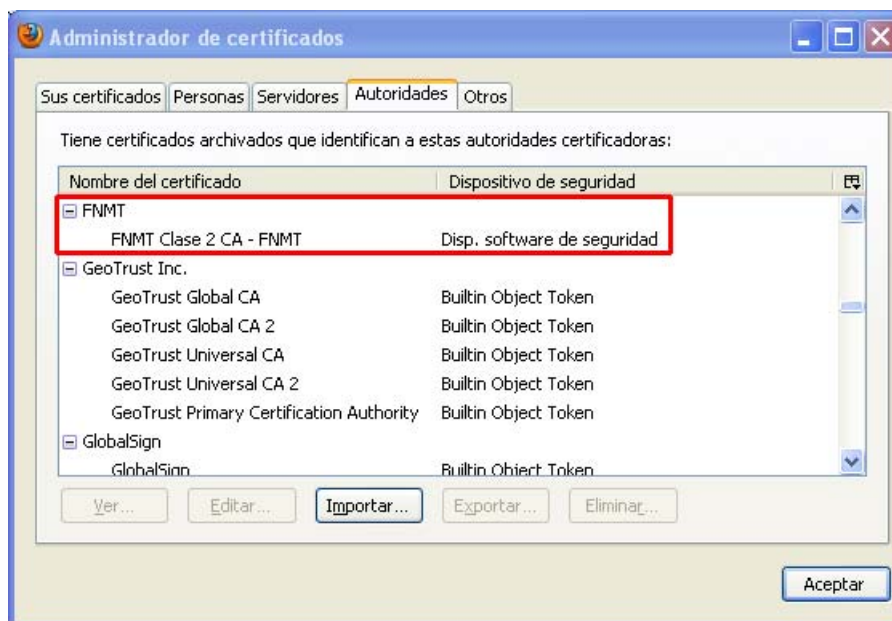 Administrador de certificados
Sus certificados Personas Servidores Autoridades Otros
Tiene certificados archivados que identifican a estas autoridades certificadoras:
Nombre del certificado Dispositivo de seguridad
FNMT
FNMT Clase 2 CA - FNMT Disp. software de seguridad
GeoTrust Inc.
GeoTrust Global CA Builtin Object Token
GeoTrust Global CA 2 Builtin Object Token
GeoTrust Universal CA Builtin Object Token
GeoTrust Universal CA 2 Builtin Object Token
GeoTrust Primary Certification Authority Builtin Object Token
GlobalSign
GlobalSign Builtin Object Token
Ver... Editar... Importar... Exportar... Eliminar...
Aceptar